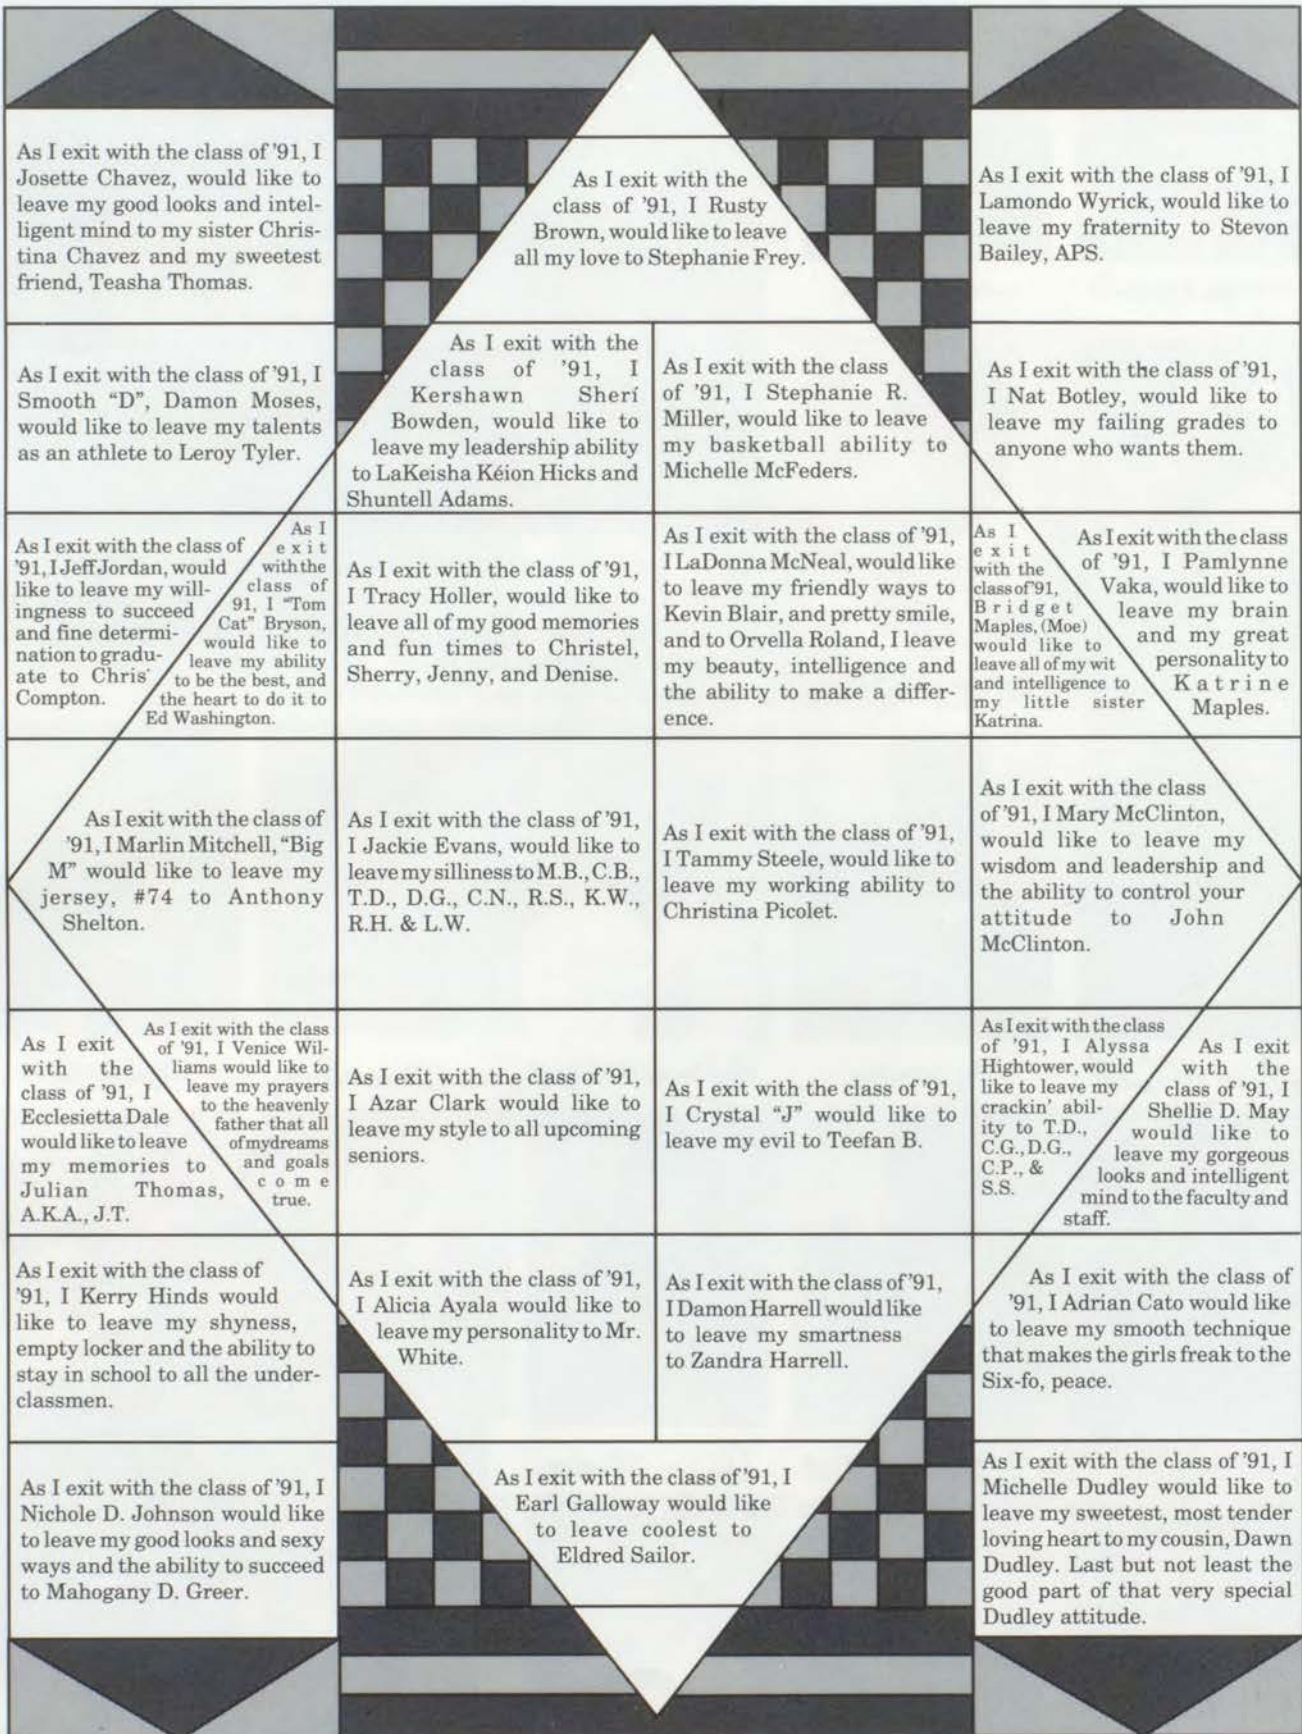 As I exit with the class of '91, I
Josette Chavez, would like to
leave my good looks and intel-
ligent mind to my sister Chris-
tina Chavez and my sweetest
friend, Teasha Thomas.
As I exit with the
class of '91, I Rusty
Brown, would like to leave
all my love to Stephanie Frey.
As I exit with the class of '91, I
Lamondo Wyrick, would like to
leave my fraternity to Stevon
Bailey, APS.
As I exit with the class of '91, I
Smooth "D", Damon Moses,
would like to leave my talents
as an athlete to Leroy Tyler.
As I exit with the
class of '91, I
Kershawn Sherí
Bowden, would like to
leave my leadership ability
to LaKeisha Kéion Hicks and
Shuntell Adams.
As I exit with the class
of '91, I Stephanie R.
Miller, would like to leave
my basketball ability to
Michelle McFeders.
As I exit with the class of '91,
I Nat Botley, would like to
leave my failing grades to
anyone who wants them.
As I exit with the class of
'91, I Jeff Jordan, would
like to leave my will-
ingness to succeed
and fine determi-
nation to gradu-
ate to Chris
Compton.
As I
exit
with the
class of
91, I "Tom
Cat" Bryson,
would like to
leave my ability
to be the best, and
the heart to do it to
Ed Washington.
As I exit with the class of '91,
I Tracy Holler, would like to
leave all of my good memories
and fun times to Christel,
Sherry, Jenny, and Denise.
As I exit with the class of '91,
I LaDonna McNeal, would like
to leave my friendly ways to
Kevin Blair, and pretty smile,
and to Orvella Roland, I leave
my beauty, intelligence and
the ability to make a differ-
ence.
As I
exit
with the
class of '91,
Bridget
Maples, (Moe)
would like to
leave all of my wit
and intelligence to
my little sister
Katrina.
As I exit with the class
of '91, I Pamlynne
Vaka, would like to
leave my brain
and my great
personality to
Katrine
Maples.
As I exit with the class of
'91, I Marlin Mitchell, "Big
M" would like to leave my
jersey, #74 to Anthony
Shelton.
As I exit with the class of '91,
I Jackie Evans, would like to
leave my silliness to M.B., C.B.,
T.D., D.G., C.N., R.S., K.W.,
R.H. & L.W.
As I exit with the class of '91,
I Tammy Steele, would like to
leave my working ability to
Christina Picolet.
As I exit with the class
of '91, I Mary McClinton,
would like to leave my
wisdom and leadership and
the ability to control your
attitude to John
McClinton.
As I exit
with the
class of '91, I
Ecclesietta Dale
would like to leave
my memories to
Julian Thomas,
A.K.A., J.T.
As I exit with the class
of '91, I Venice Wil-
liams would like to
leave my prayers
to the heavenly
father that all
of my dreams
and goals
come
true.
As I exit with the class of '91,
I Azar Clark would like to
leave my style to all upcoming
seniors.
As I exit with the class of '91,
I Crystal "J" would like to
leave my evil to Teefan B.
As I exit with the class
of '91, I Alyssa
Hightower, would
like to leave my
crackin' abil-
ity to T.D.,
C.G., D.G.,
C.P., &
S.S.
As I exit
with the
class of '91, I
Shellie D. May
would like to
leave my gorgeous
looks and intelligent
mind to the faculty and
staff.
As I exit with the class of
'91, I Kerry Hinds would
like to leave my shyness,
empty locker and the ability to
stay in school to all the under-
classmen.
As I exit with the class of '91,
I Alicia Ayala would like to
leave my personality to Mr.
White.
As I exit with the class of '91,
I Damon Harrell would like
to leave my smartness
to Zandra Harrell.
As I exit with the class of
'91, I Adrian Cato would like
to leave my smooth technique
that makes the girls freak to the
Six-fo, peace.
As I exit with the class of '91, I
Nichole D. Johnson would like
to leave my good looks and sexy
ways and the ability to succeed
to Mahogany D. Greer.
As I exit with the class of '91, I
Earl Galloway would like
to leave coolest to
Eldred Sailor.
As I exit with the class of '91, I
Michelle Dudley would like to
leave my sweetest, most tender
loving heart to my cousin, Dawn
Dudley. Last but not least the
good part of that very special
Dudley attitude.